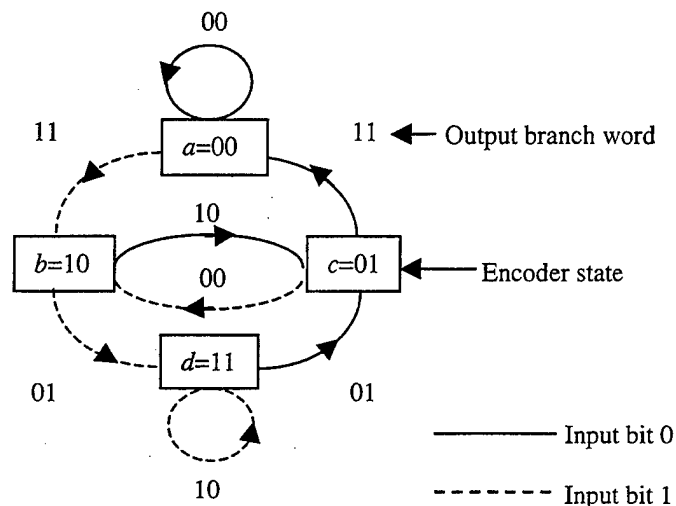 00
11
a=00
11
Output branch word
10
b=10
00
c=01
Encoder state
d=11
01
01
Input bit 0
10
Input bit 1